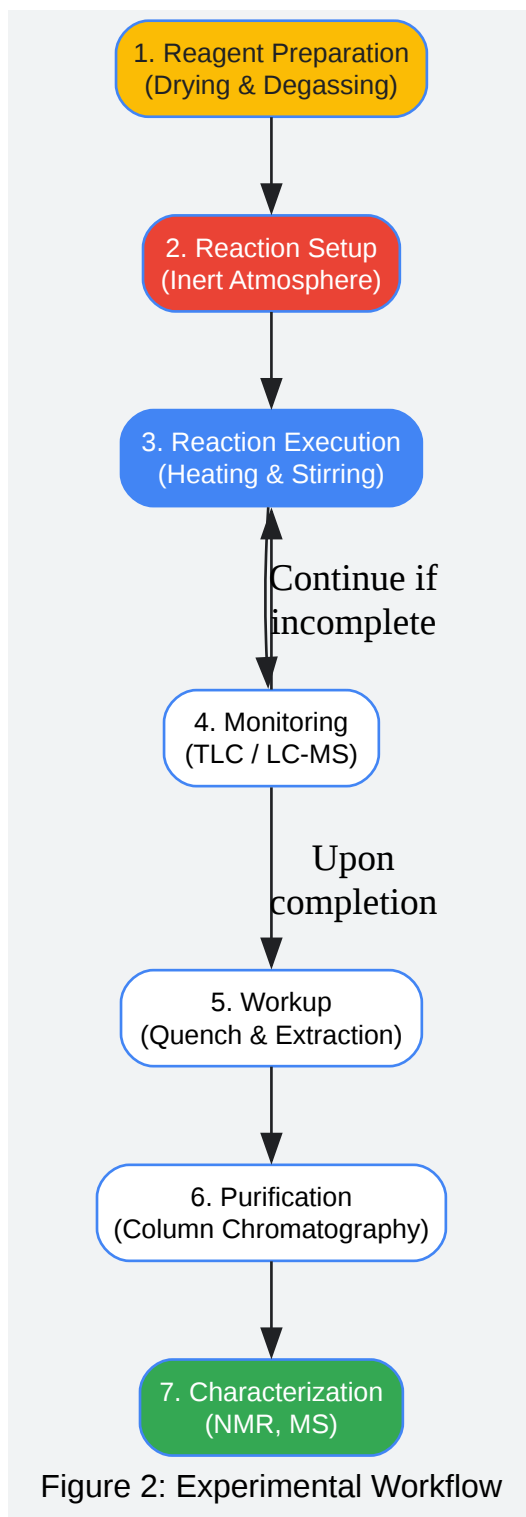 1. Reagent Preparation
(Drying & Degassing)
2. Reaction Setup
(Inert Atmosphere)
3. Reaction Execution
(Heating & Stirring)
Continue if
incomplete
4. Monitoring
(TLC / LC-MS)
Upon
completion
5. Workup
(Quench & Extraction)
6. Purification
(Column Chromatography)
7. Characterization
(NMR, MS)
Figure 2: Experimental Workflow